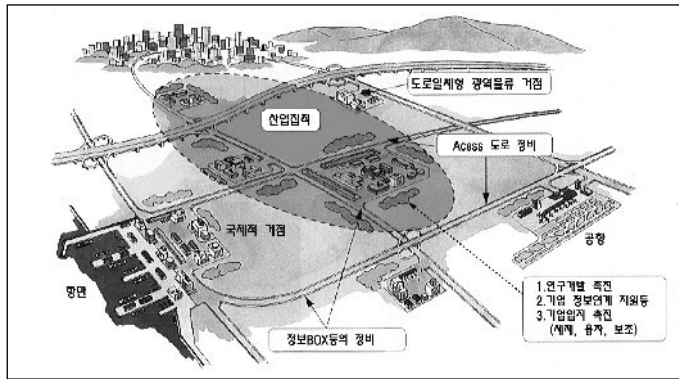 도로일체형 광역물류 거점
산업집적
Acess 도로 정비
국제적 거점
공항
항만
1.연구개발 촉진
2.기업 정보연계 지원등
3.기업입지 촉진
(세제, 융자, 보조)
정보BOX등의 정비